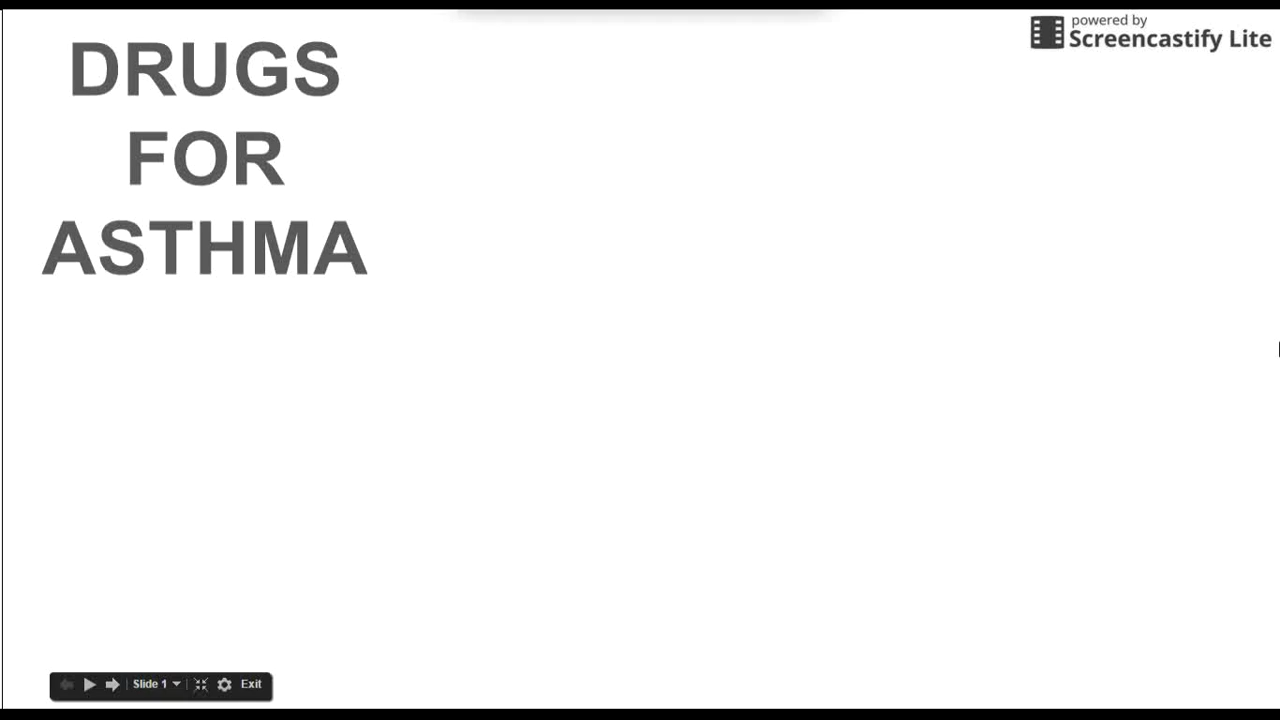 DRUGS
FOR
ASTHMA
powered by
Screencastify Lite
Slide 1
Exit